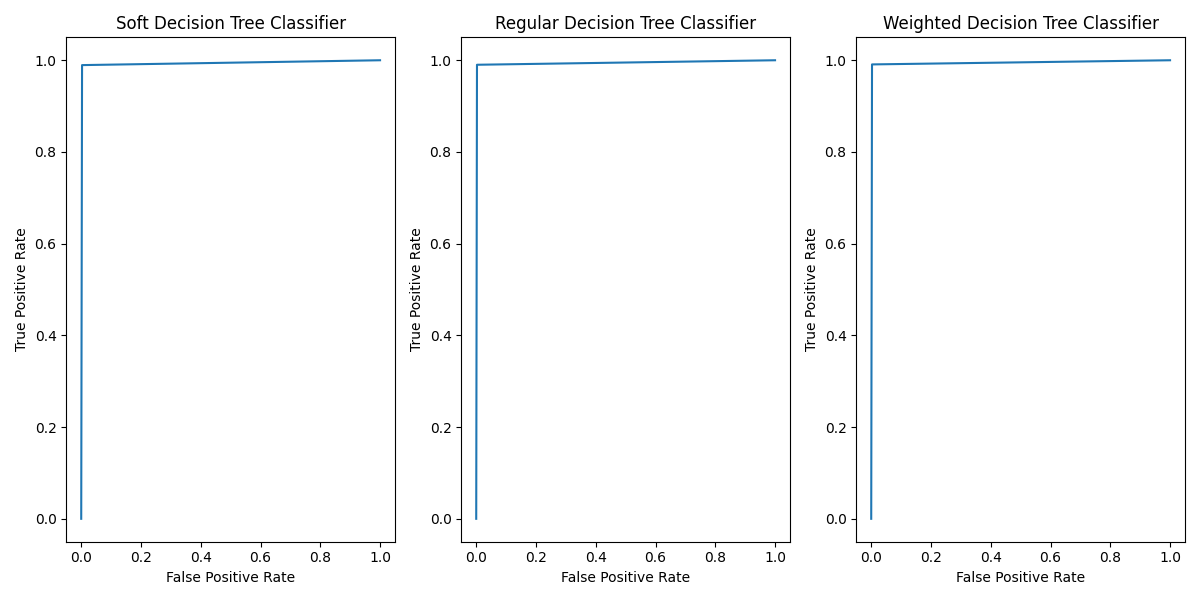 Soft Decision Tree Classifier
1.0
0.8
0.6
0.4
0.2
0.0
True Positive Rate
0.0 0.2 0.4 0.6 0.8 1.0
False Positive Rate
Regular Decision Tree Classifier
1.0
0.8
0.6
0.4
0.2
0.0
True Positive Rate
0.0 0.2 0.4 0.6 0.8 1.0
False Positive Rate
Weighted Decision Tree Classifier
1.0
0.8
0.6
0.4
0.2
0.0
True Positive Rate
0.0 0.2 0.4 0.6 0.8 1.0
False Positive Rate